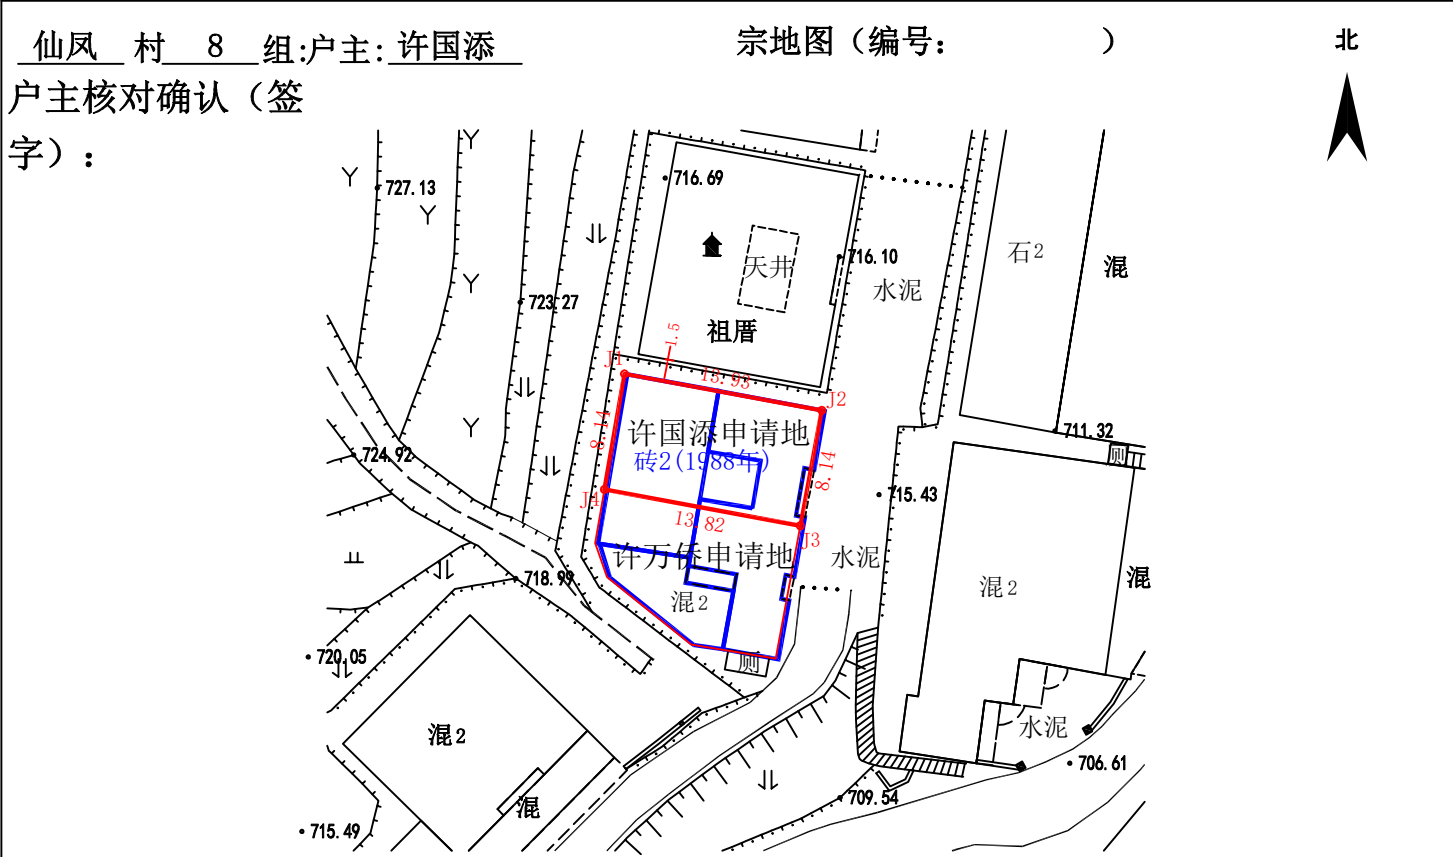 仙凤 村 8 组:户主:许国添
宗地图（编号： ）
北
户主核对确认（签
字）：
716.69
727.13
天井
716.10
石2
混
水泥
723.27
祖厝
1.5
J1
13.93
J2
8.14
许国添申请地
砖2(1988年)
8.14
711.32
厕
724.92
J4
715.43
13.82
J3
许万侨申请地
水泥
718.99
混2
混2
混
720.05
厕
混2
水泥
706.61
709.54
混
715.49